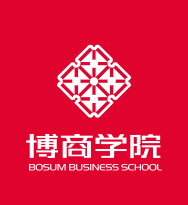 博商学院
BOSUM BUSINESS SCHOOL